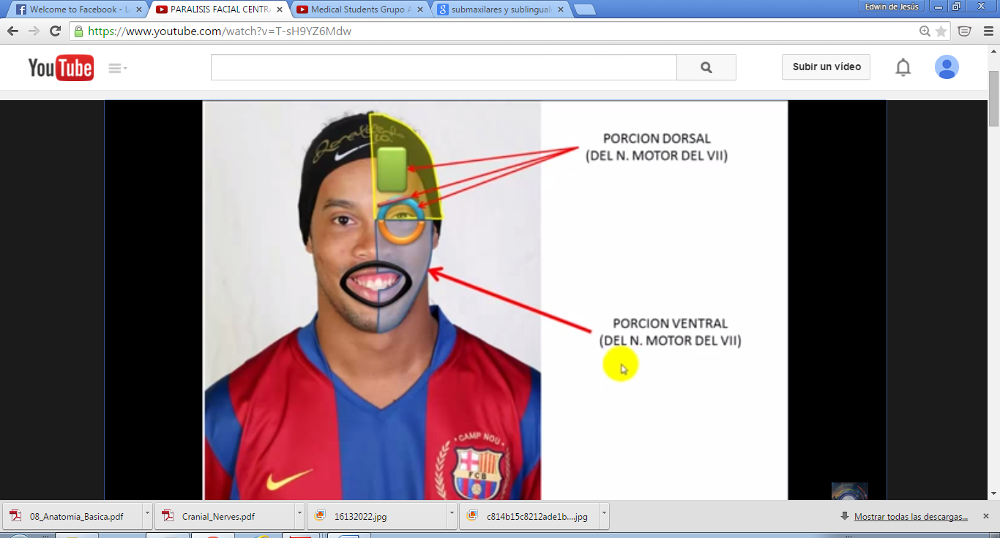 Welcome to Facebook - L
PARALISIS FACIAL CENTRA
Medical Students Grupo A
submaxilares y sublingual
Edwin de Jesús
https://www.youtube.com/watch?v=T-sH9YZ6Mdw
YouTube
Subir un vídeo
PORCION DORSAL
(DEL N. MOTOR DEL VII)
10.
PORCION VENTRAL
(DEL N. MOTOR DEL VII)
CAMP NOU
FCB
08_Anatomia_Basica.pdf
Cranial_Nerves.pdf
16132022.jpg
c814b15c8212ade1b....jpg
Mostrar todas las descargas...